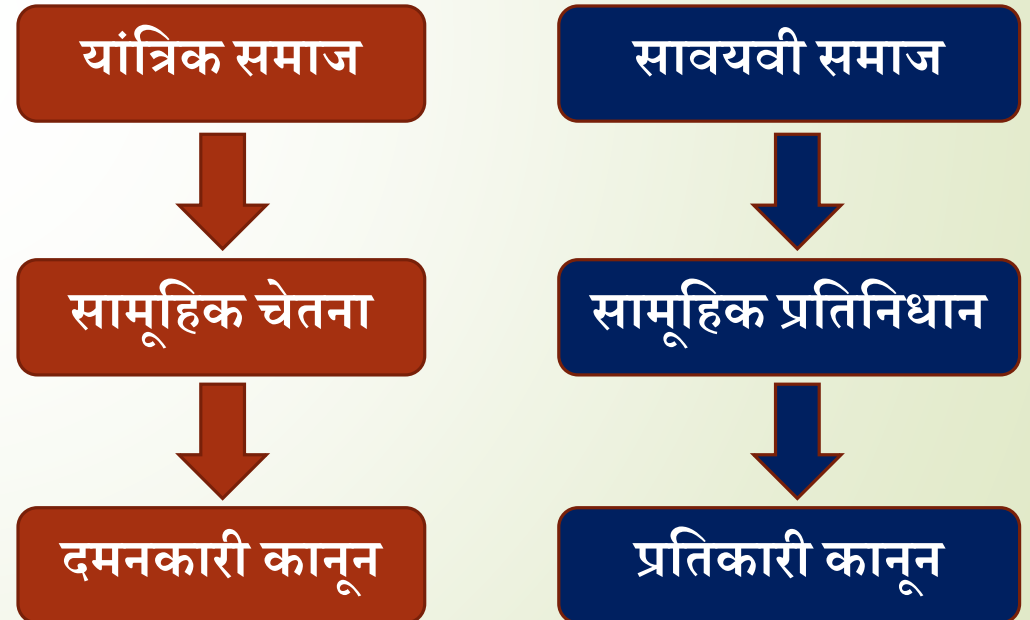 यांत्रिक समाज
सावयवी समाज
सामूहिक चेतना
सामूहिक प्रतिनिधान
दमनकारी कानून
प्रतिकारी कानून